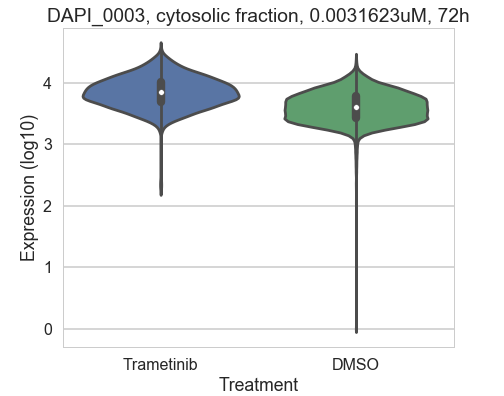 DAPI_0003, cytosolic fraction, 0.0031623uM, 72h
Expression (log10)
4
3
2
1
0
Trametinib
DMSO
Treatment